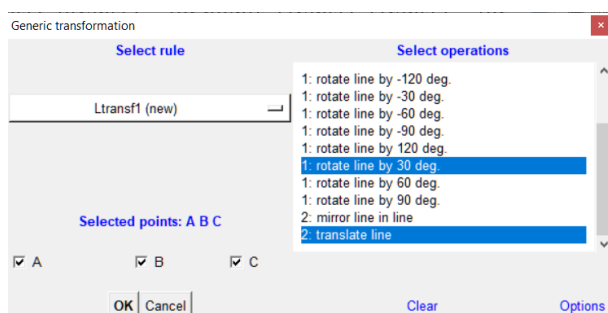 Generic transformation ×
Select rule
Ltransf1 (new)
Selected points: A B C
A B C
OK Cancel
Select operations
1: rotate line by -120 deg.
1: rotate line by -30 deg.
1: rotate line by -60 deg.
1: rotate line by -90 deg.
1: rotate line by 120 deg.
1: rotate line by 30 deg.
1: rotate line by 60 deg.
1: rotate line by 90 deg.
2: mirror line in line
2: translate line
Clear Options